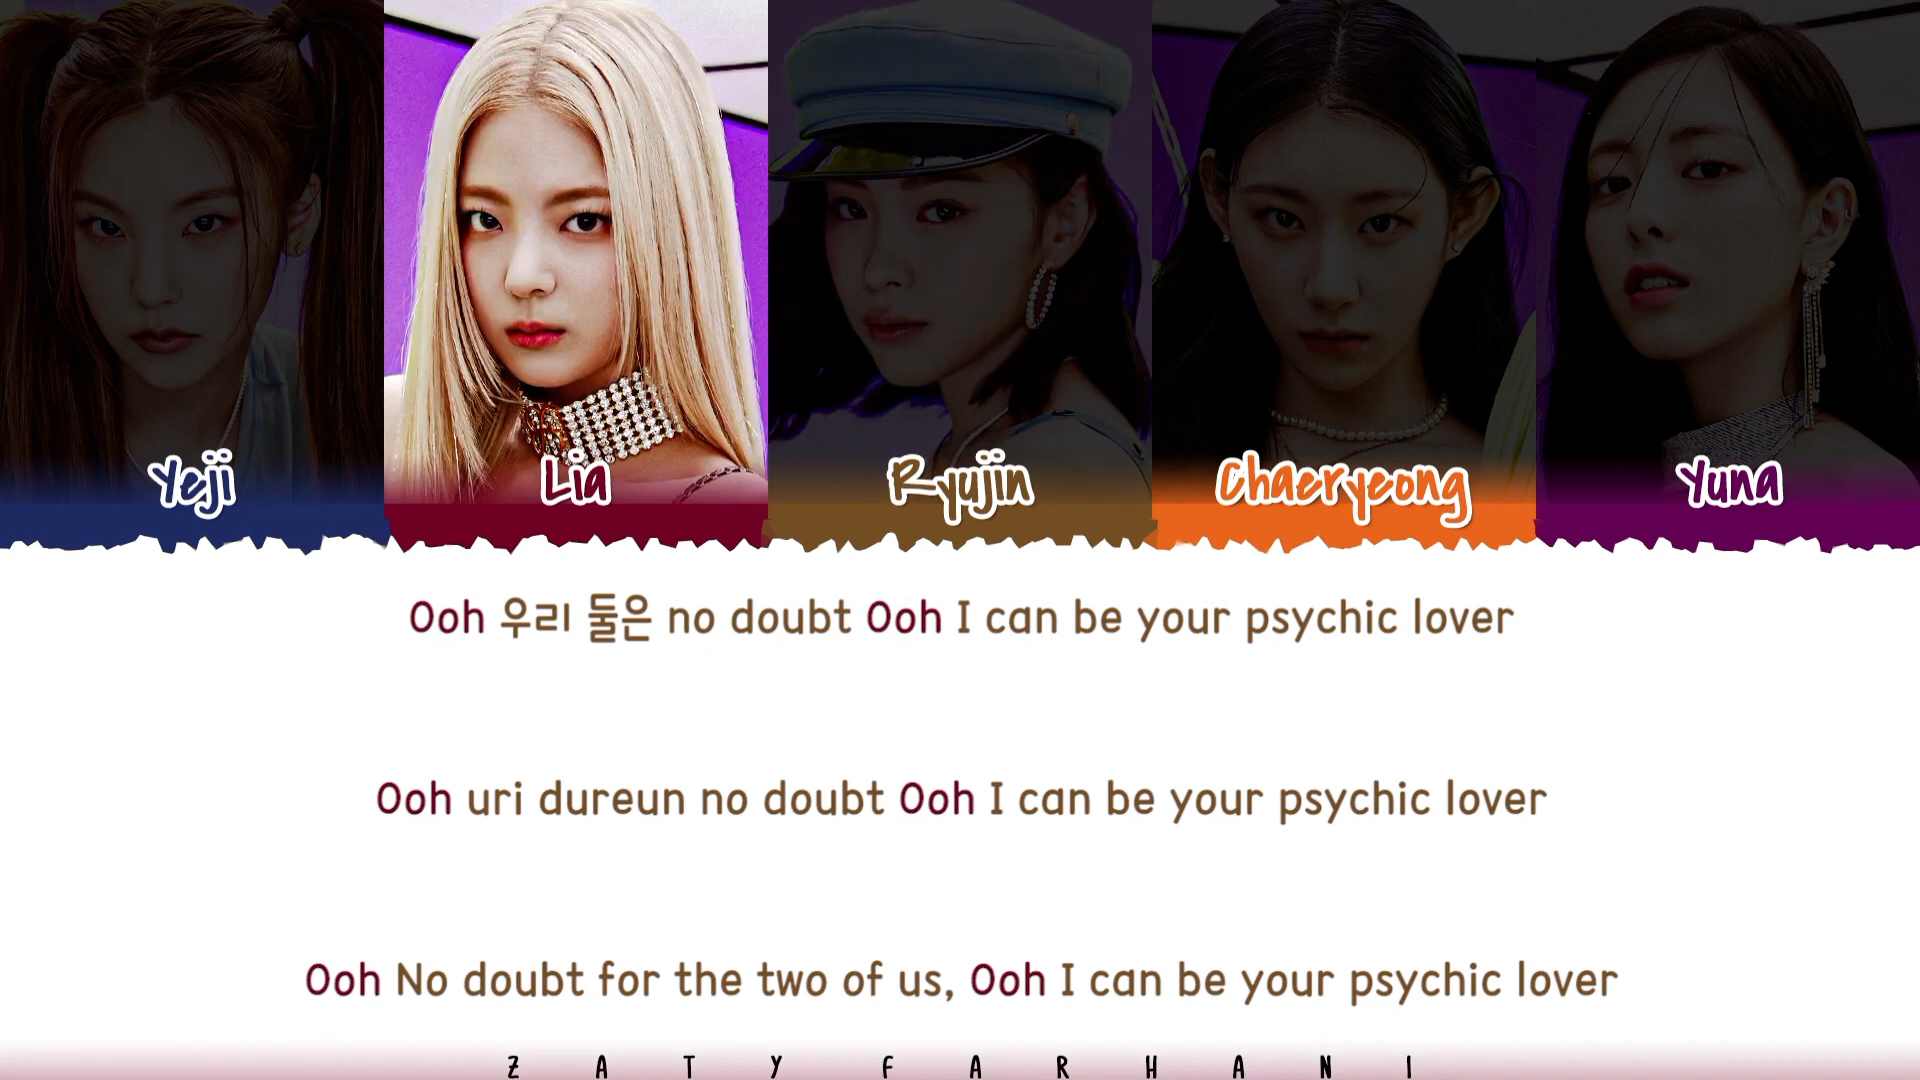 Yeji Lia Ryujin Chaeryeong Yuna
Ooh 우리 둘은 no doubt Ooh I can be your psychic lover
Ooh uri dureun no doubt Ooh I can be your psychic lover
Ooh No doubt for the two of us, Ooh I can be your psychic lover
ZATY FARHANI